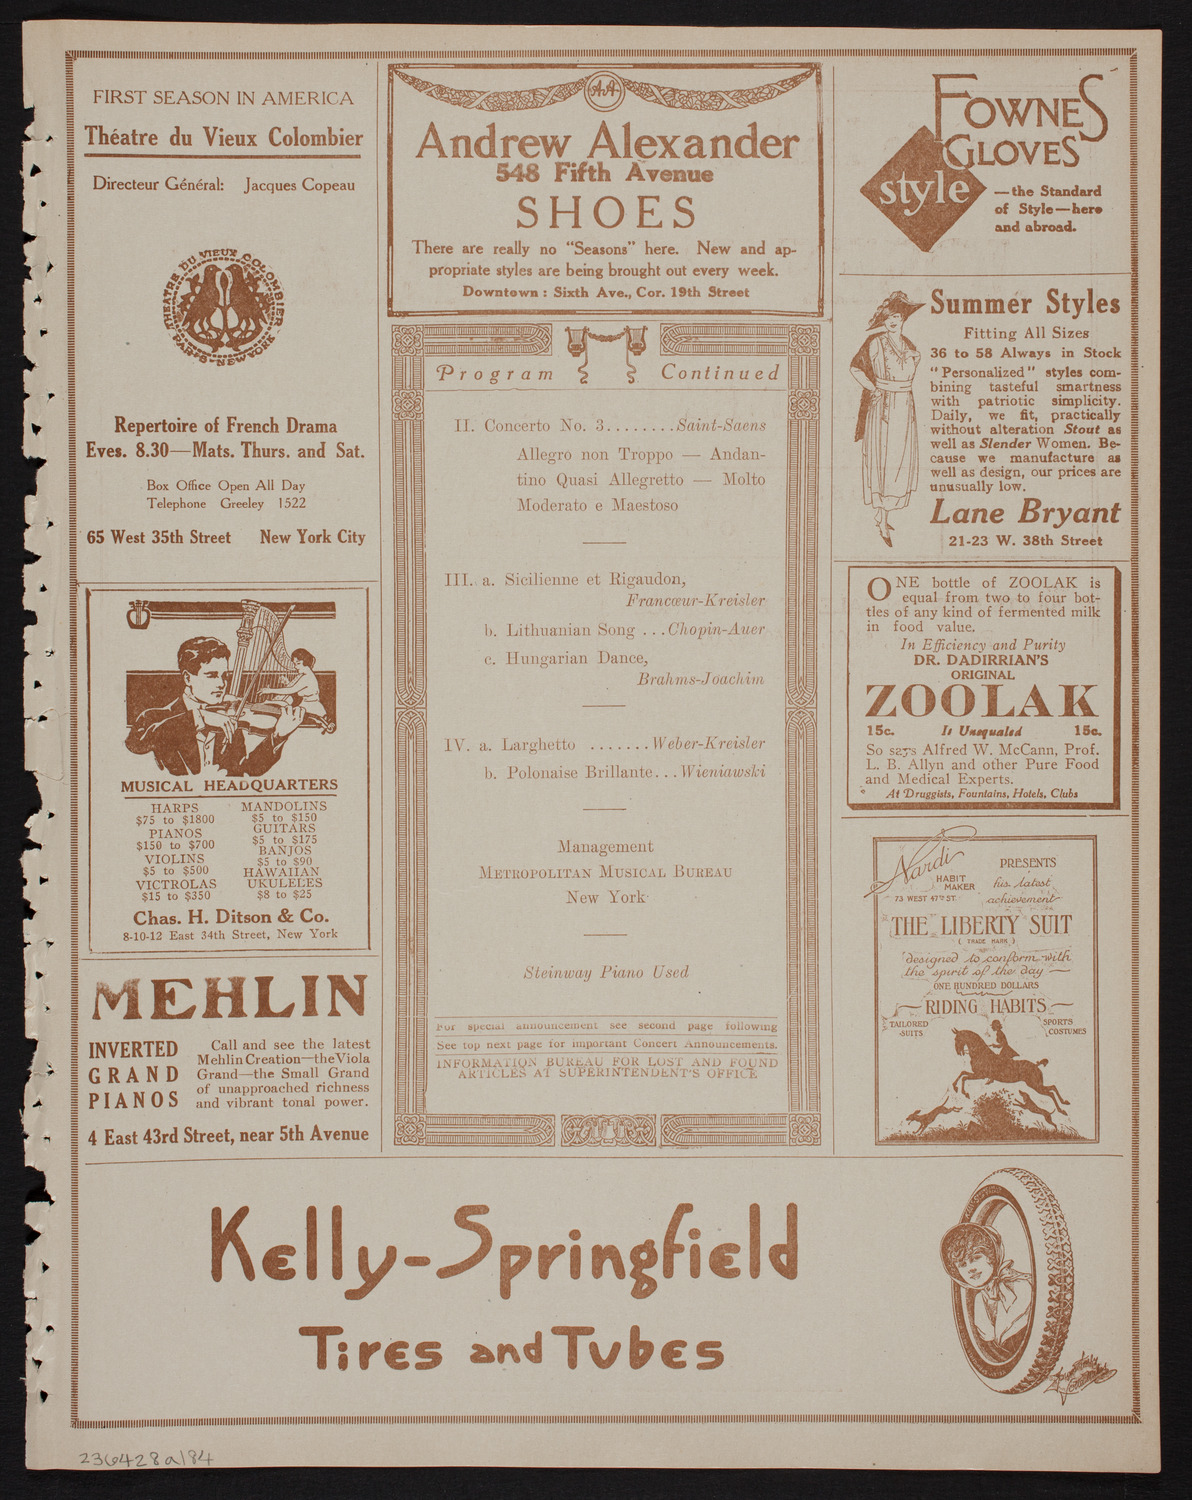 FIRST SEASON IN AMERICA
Théatre du Vieux Colombier
Directeur Général: Jacques Copeau
THEATRE DU VIEUX COLOMBIER
PARIS-NEW YORK
Repertoire of French Drama
Eves. 8.30—Mats. Thurs. and Sat.
Box Office Open All Day
Telephone Greeley 1522
65 West 35th Street New York City
MUSICAL HEADQUARTERS
HARPS
$75 to $1800
PIANOS
$150 to $700
VIOLINS
$5 to $500
VICTROLAS
$15 to $350
MANDOLINS
$5 to $150
GUITARS
$5 to $175
BANJOS
$5 to $90
HAWAIIAN
UKULELES
$8 to $25
Chas. H. Ditson & Co.
8-10-12 East 34th Street, New York
MEHLIN
INVERTED
GRAND
PIANOS
Call and see the latest
Mehlin Creation—the Viola
Grand—the Small Grand
of unapproached richness
and vibrant tonal power.
4 East 43rd Street, near 5th Avenue
AA
Andrew Alexander
548 Fifth Avenue
SHOES
There are really no "Seasons" here. New and ap-
propriate styles are being brought out every week.
Downtown: Sixth Ave., Cor. 19th Street
Program Continued
II. Concerto No. 3........Saint-Saens
Allegro non Troppo — Andan-
tino Quasi Allegretto — Molto
Moderato e Maestoso
III. a. Sicilienne et Rigaudon,
Francœur-Kreisler
b. Lithuanian Song ...Chopin-Auer
c. Hungarian Dance,
Brahms-Joachim
IV. a. Larghetto .......Weber-Kreisler
b. Polonaise Brillante...Wieniawski
Management
METROPOLITAN MUSICAL BUREAU
New York
Steinway Piano Used
For special announcement see second page following
See top next page for important Concert Announcements.
INFORMATION BUREAU FOR LOST AND FOUND
ARTICLES AT SUPERINTENDENT'S OFFICE
FOWNES
GLOVES
style
—the Standard
of Style—here
and abroad.
Summer Styles
Fitting All Sizes
36 to 58 Always in Stock
"Personalized" styles com-
bining tasteful smartness
with patriotic simplicity.
Daily, we fit, practically
without alteration Stout as
well as Slender Women. Be-
cause we manufacture as
well as design, our prices are
unusually low.
Lane Bryant
21-23 W. 38th Street
ONE bottle of ZOOLAK is
equal from two to four bot-
tles of any kind of fermented milk
in food value.
In Efficiency and Purity
DR. DADIRRIAN'S
ORIGINAL
ZOOLAK
15c. Is Unequaled 15c.
So says Alfred W. McCann, Prof.
L. B. Allyn and other Pure Food
and Medical Experts.
At Druggists, Fountains, Hotels, Clubs
Nardi
HABIT
MAKER
73 WEST 47TH ST.
PRESENTS
his latest
achievement
THE LIBERTY SUIT
(TRADE MARK)
designed to conform with
the spirit of the day—
ONE HUNDRED DOLLARS
RIDING HABITS
TAILORED
SUITS
SPORTS
COSTUMES
Kelly-Springfield
Tires and Tubes
236428a184